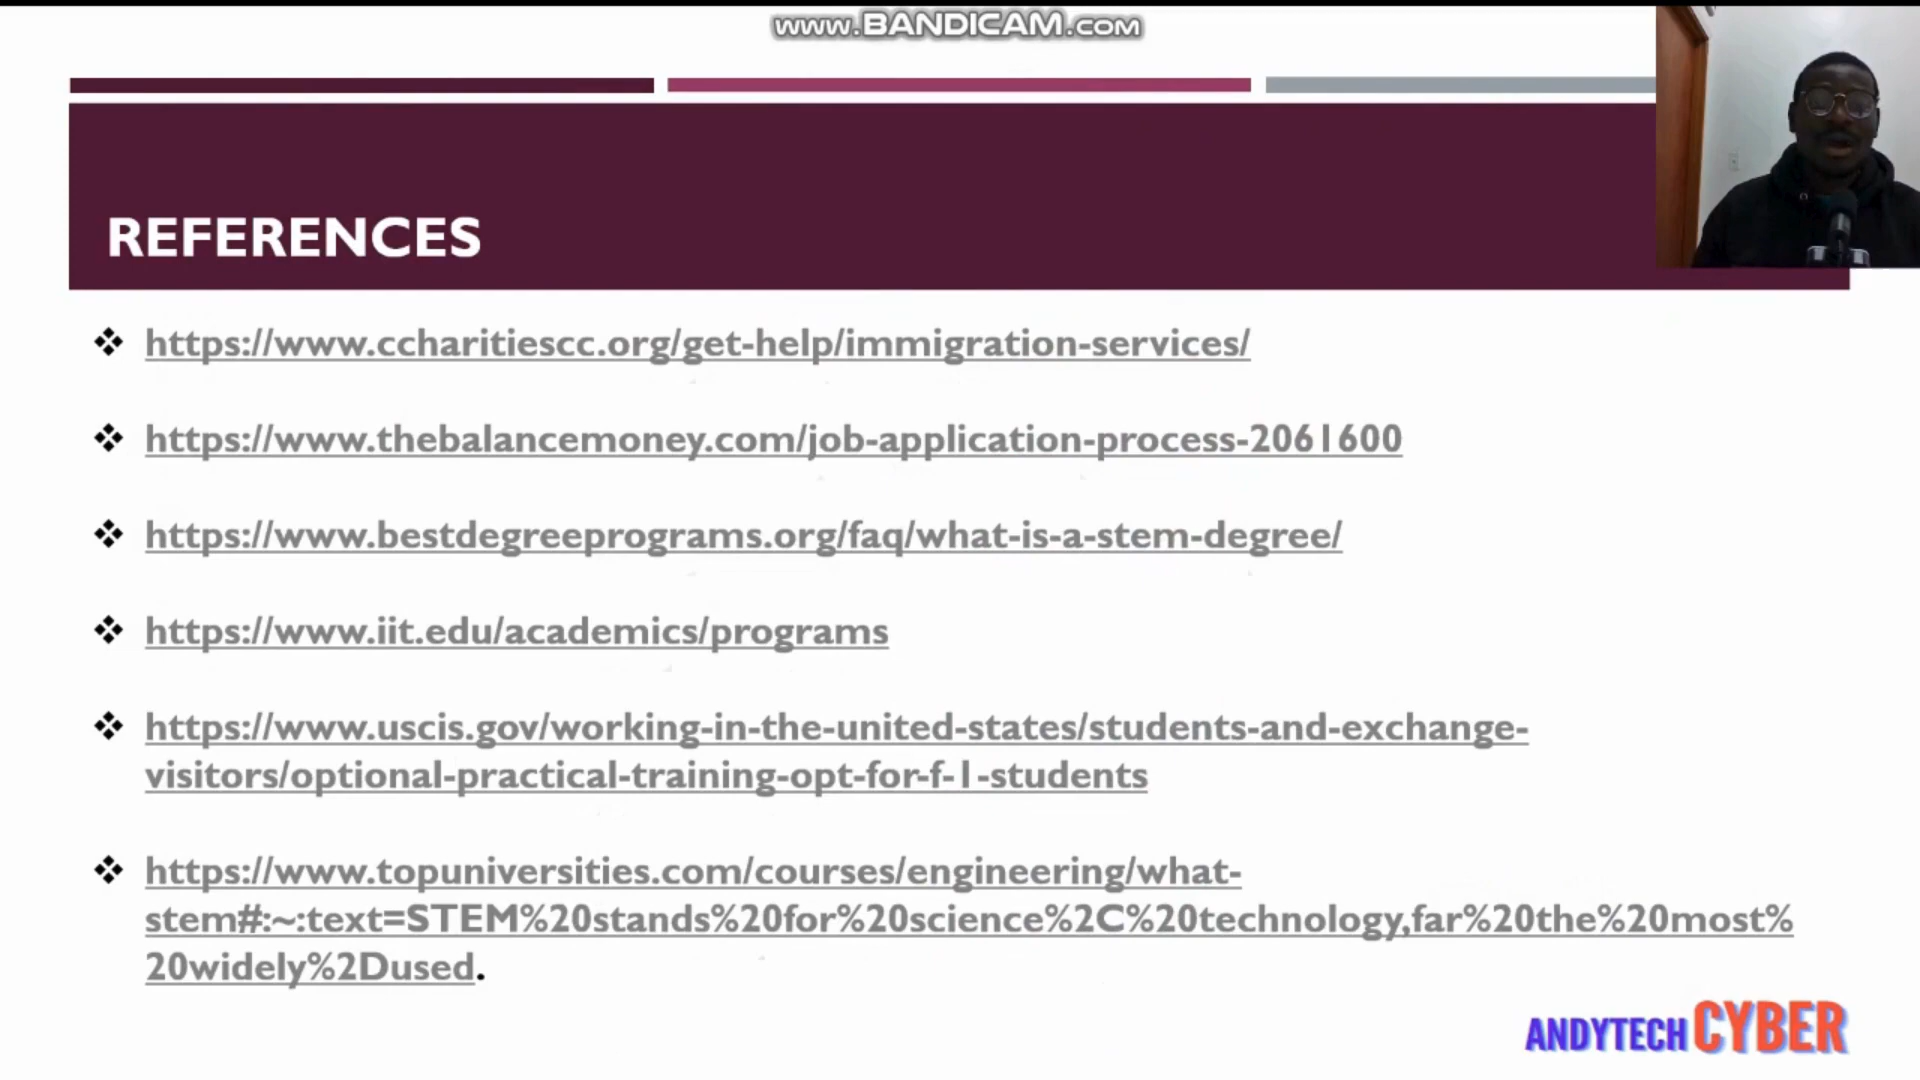 www.BANDICAM.com
REFERENCES
https://www.ccharitiescc.org/get-help/immigration-services/
https://www.thebalancemoney.com/job-application-process-2061600
https://www.bestdegreeprograms.org/faq/what-is-a-stem-degree/
https://www.iit.edu/academics/programs
https://www.uscis.gov/working-in-the-united-states/students-and-exchange-
visitors/optional-practical-training-opt-for-f-1-students
https://www.topuniversities.com/courses/engineering/what-
stem#:~:text=STEM%20stands%20for%20science%2C%20technology,far%20the%20most%
20widely%2Dused.
ANDYTECH CYBER